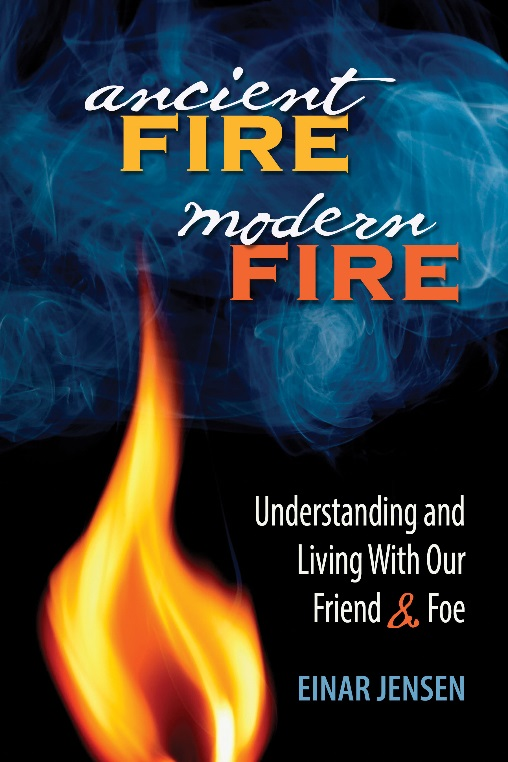 ancient
FIRE
modern
FIRE
Understanding and
Living With Our
Friend & Foe
EINAR JENSEN